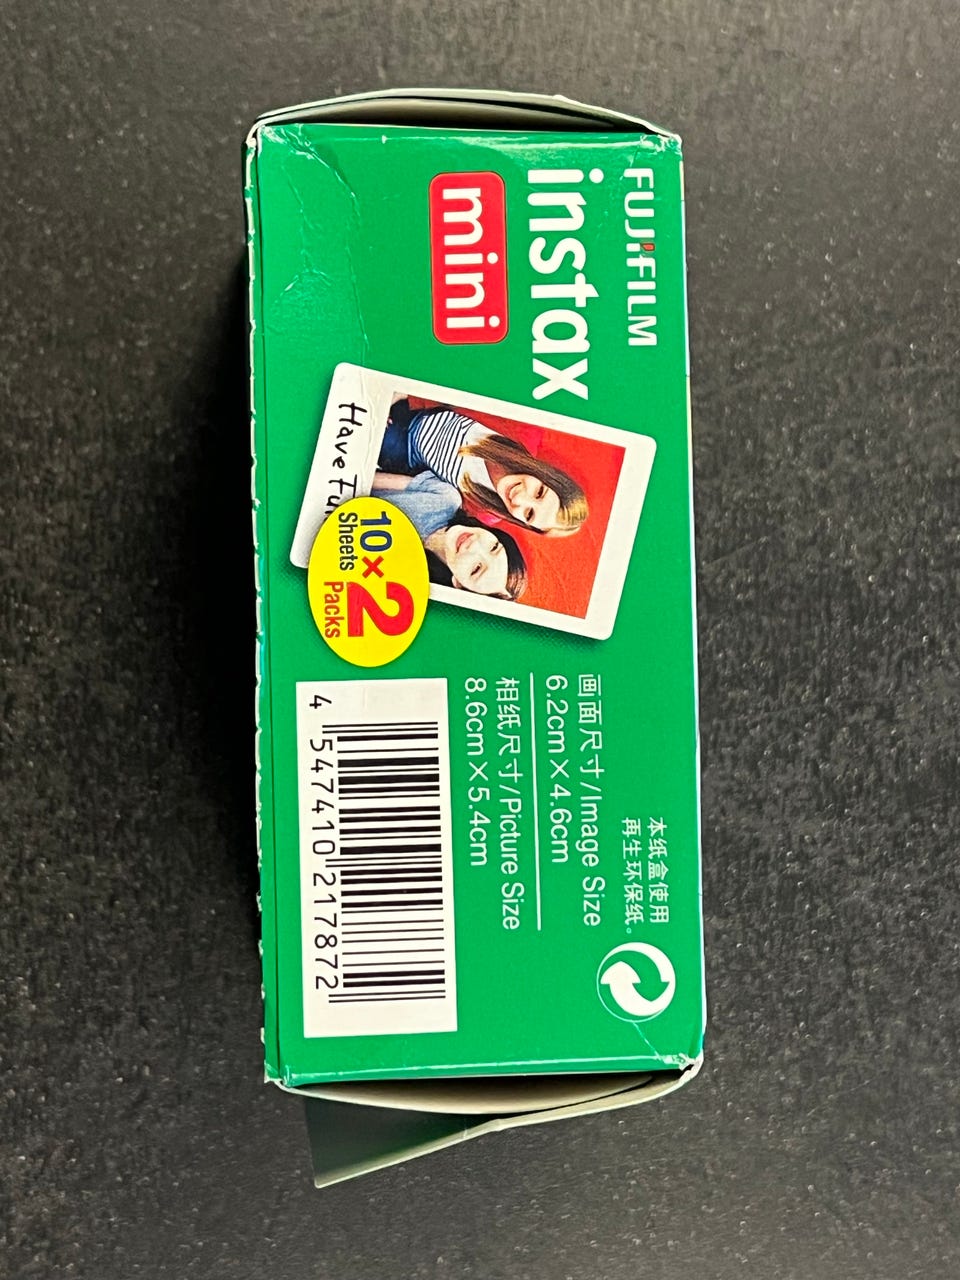 FUJIFILM
instax
mini
Have Fun
10 × 2
Sheets Packs
画面尺寸/Image Size
6.2cm×4.6cm
相纸尺寸/Picture Size
8.6cm×5.4cm
本纸盒使用
再生环保纸。
4 547410 217872